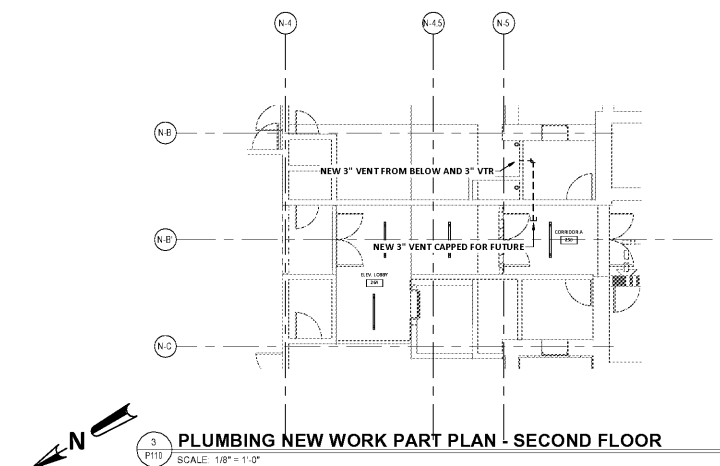 N-4
N-4.5
N-5
N-B
NEW 3" VENT FROM BELOW AND 3" VTR
N-B'
CORRIDOR A
250
NEW 3" VENT CAPPED FOR FUTURE
ELEV. LOBBY
N-C
N
3
P110
PLUMBING NEW WORK PART PLAN - SECOND FLOOR
SCALE: 1/8" = 1'-0"